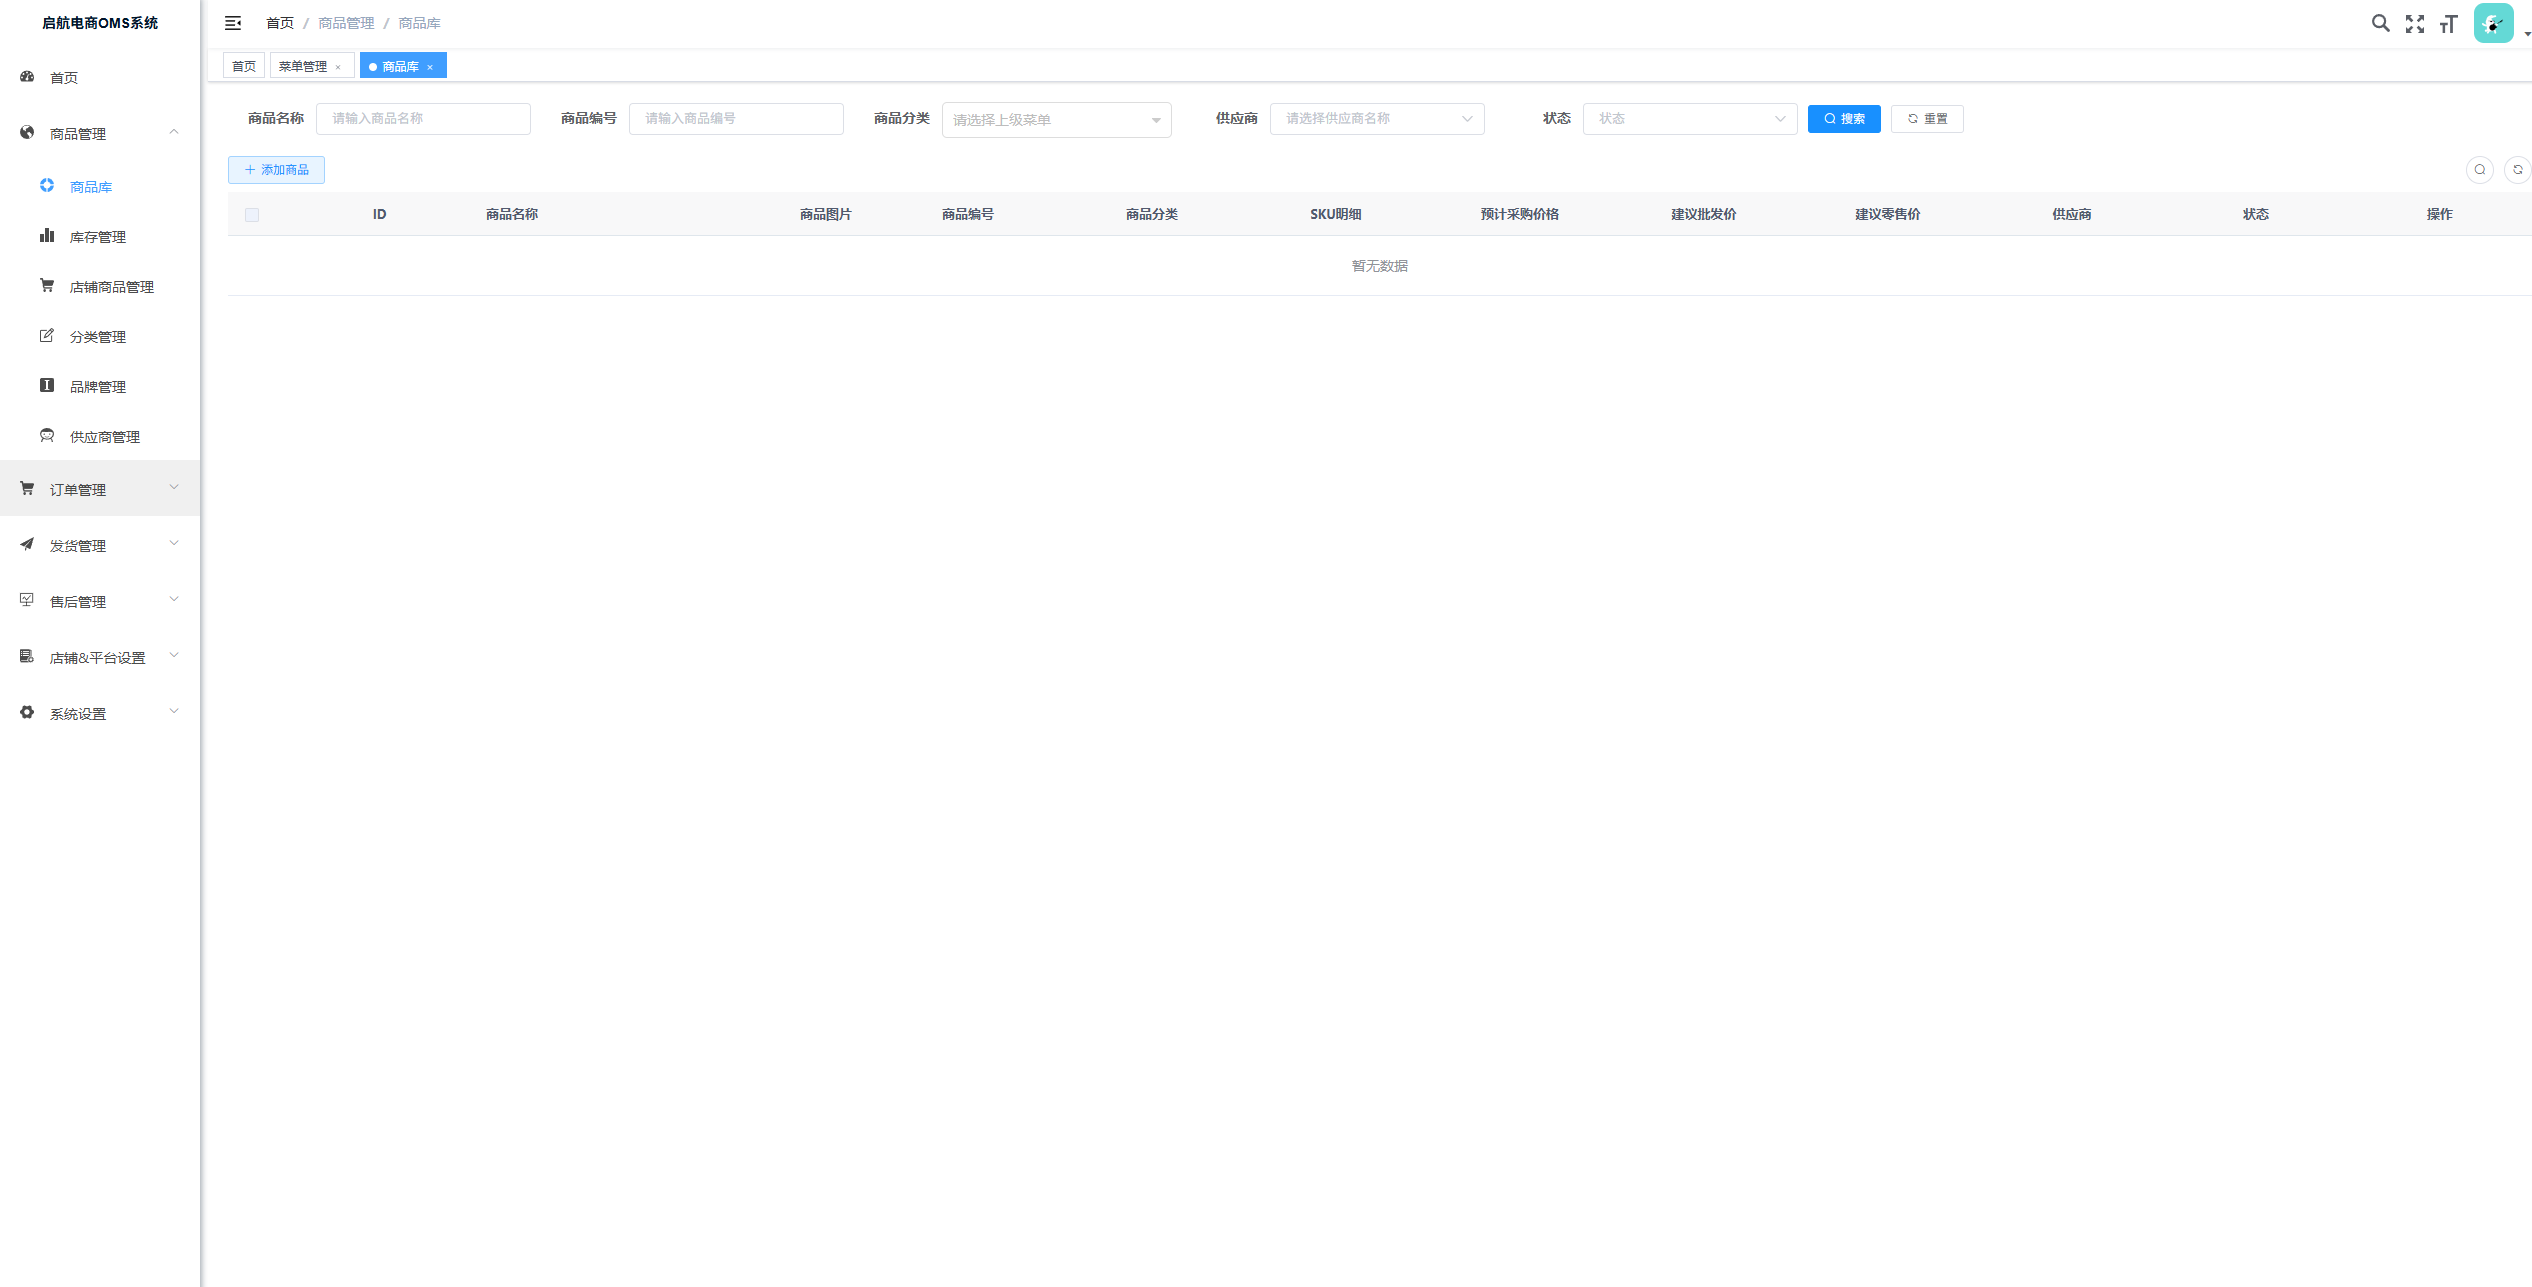 启航电商OMS系统
首页 / 商品管理 / 商品库
首页
菜单管理 ×
商品库 ×
首页
商品管理
商品库
库存管理
店铺商品管理
分类管理
品牌管理
供应商管理
订单管理
发货管理
售后管理
店铺&平台设置
系统设置
商品名称 请输入商品名称 商品编号 请输入商品编号 商品分类 请选择上级菜单 供应商 请选择供应商名称 状态 状态 搜索 重置
+ 添加商品
ID 商品名称 商品图片 商品编号 商品分类 SKU明细 预计采购价格 建议批发价 建议零售价 供应商 状态 操作
暂无数据